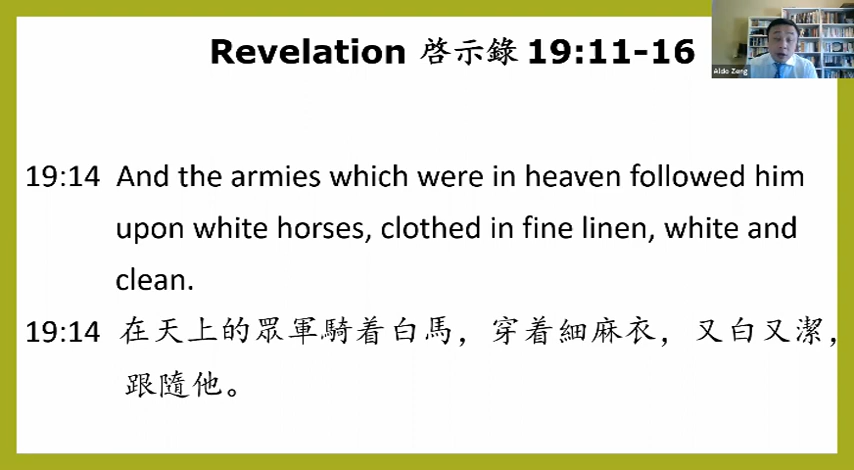 Revelation 啓示錄 19:11-16
Aldo Zeng
19:14 And the armies which were in heaven followed him
upon white horses, clothed in fine linen, white and
clean.
19:14 在天上的眾軍騎着白馬，穿着細麻衣，又白又潔，
跟隨他。